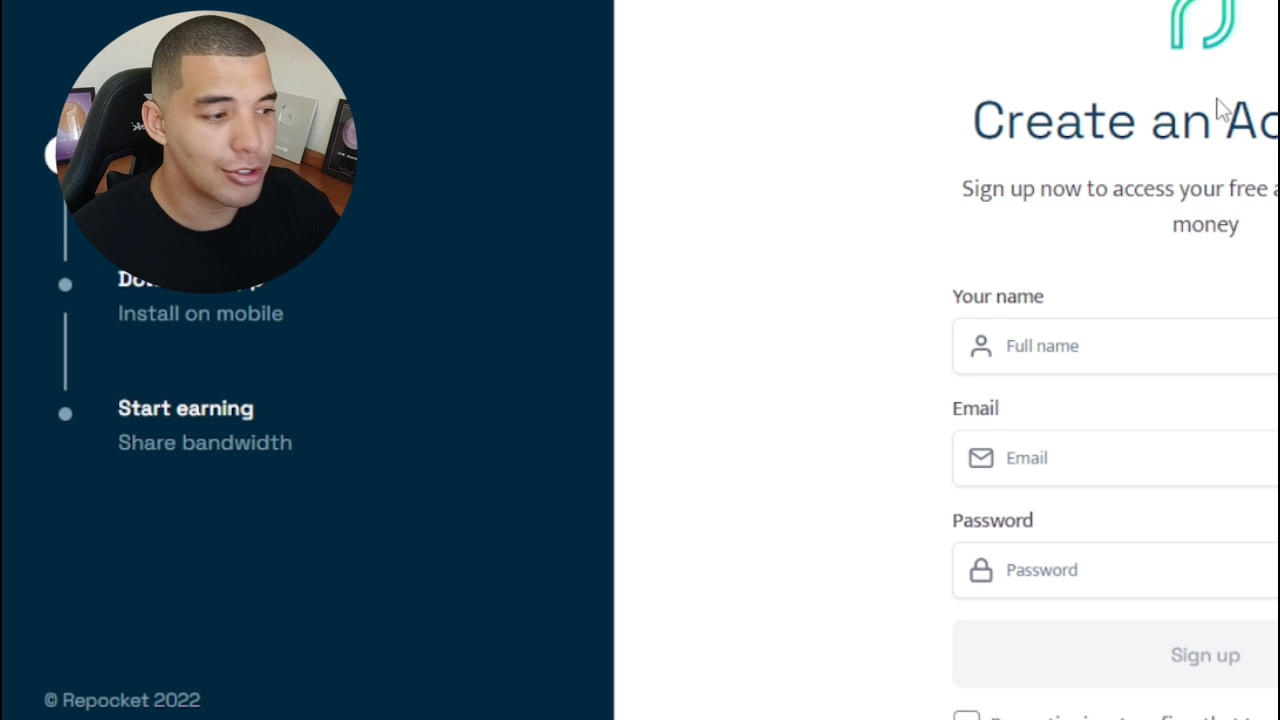 Install on mobile
Start earning
Share bandwidth
© Repocket 2022
Create an
Sign up now to access your free
money
Your name
Full name
Email
Email
Password
Password
Sign up